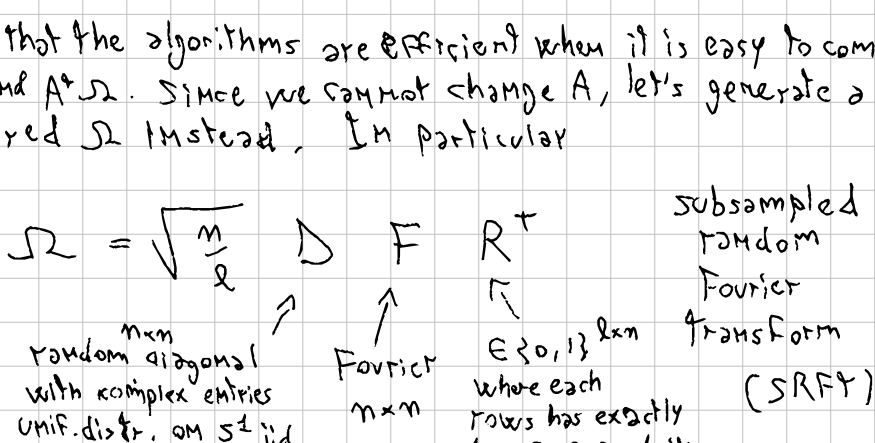 that the algorithms are efficient when it is easy to com
nd A* Ω. Since we cannot change A, let's generate a
red Ω instead. In particular
Ω = √(n/l) D F R^+
subsampled
random
Fourier
transform
(SRFT)
n×n
random diagonal
with komplex entries
unif. distr. on S^1 iid
Fourier
n×n
∈ {0,1}^{l×n}
where each
rows has exactly